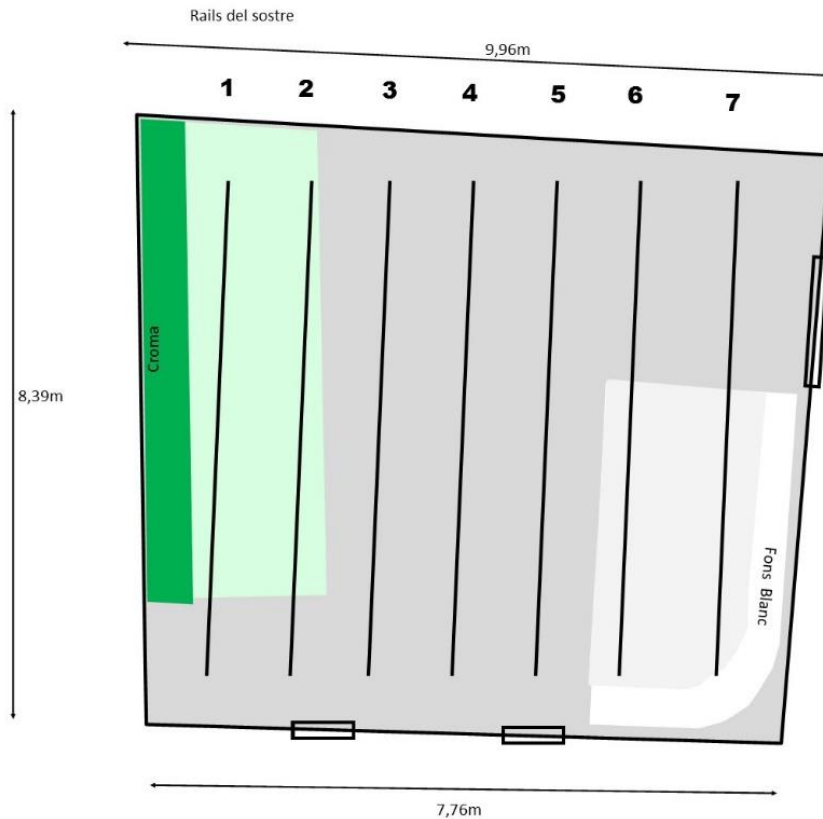 Rails del sostre
9,96m
1 2 3 4 5 6 7
Croma
8,39m
Fons Blanc
7,76m